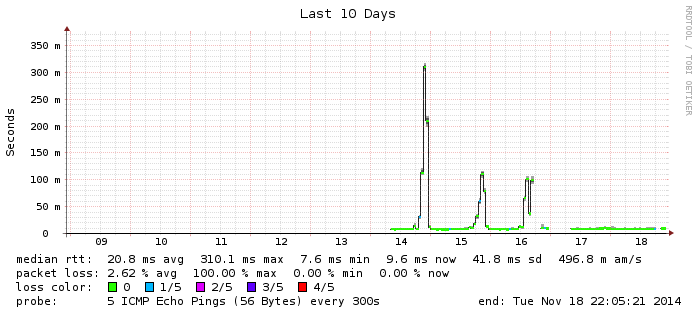 Last 10 Days
RRDTOOL / TOBI OETIKER
Seconds
350 m
300 m
250 m
200 m
150 m
100 m
50 m
0
09 10 11 12 13 14 15 16 17 18
median rtt: 20.8 ms avg 310.1 ms max 7.6 ms min 9.6 ms now 41.8 ms sd 496.8 m am/s
packet loss: 2.62 % avg 100.00 % max 0.00 % min 0.00 % now
loss color: 0 1/5 2/5 3/5 4/5
probe: 5 ICMP Echo Pings (56 Bytes) every 300s end: Tue Nov 18 22:05:21 2014